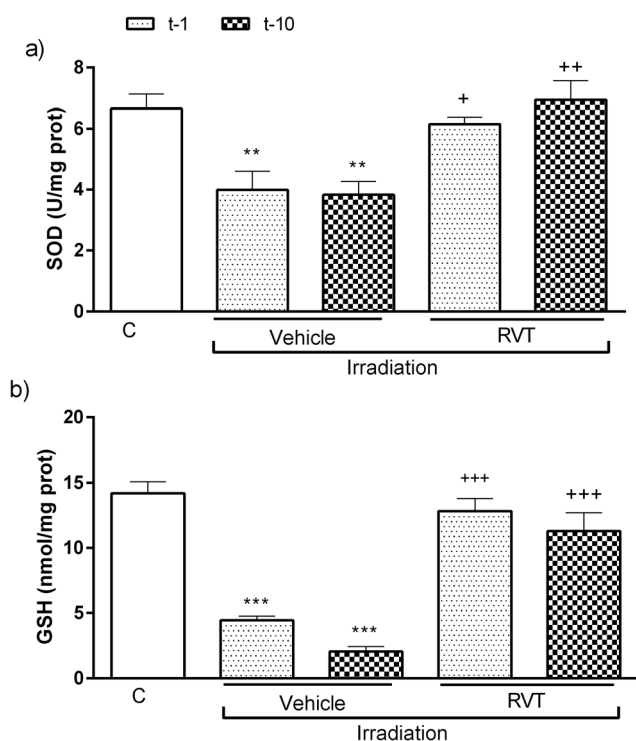 t-1 t-10
a)
SOD (U/mg prot)
8
6
4
2
0
** ** + ++
C Vehicle RVT
Irradiation
b)
GSH (nmol/mg prot)
20
15
10
5
0
*** *** +++ +++
C Vehicle RVT
Irradiation